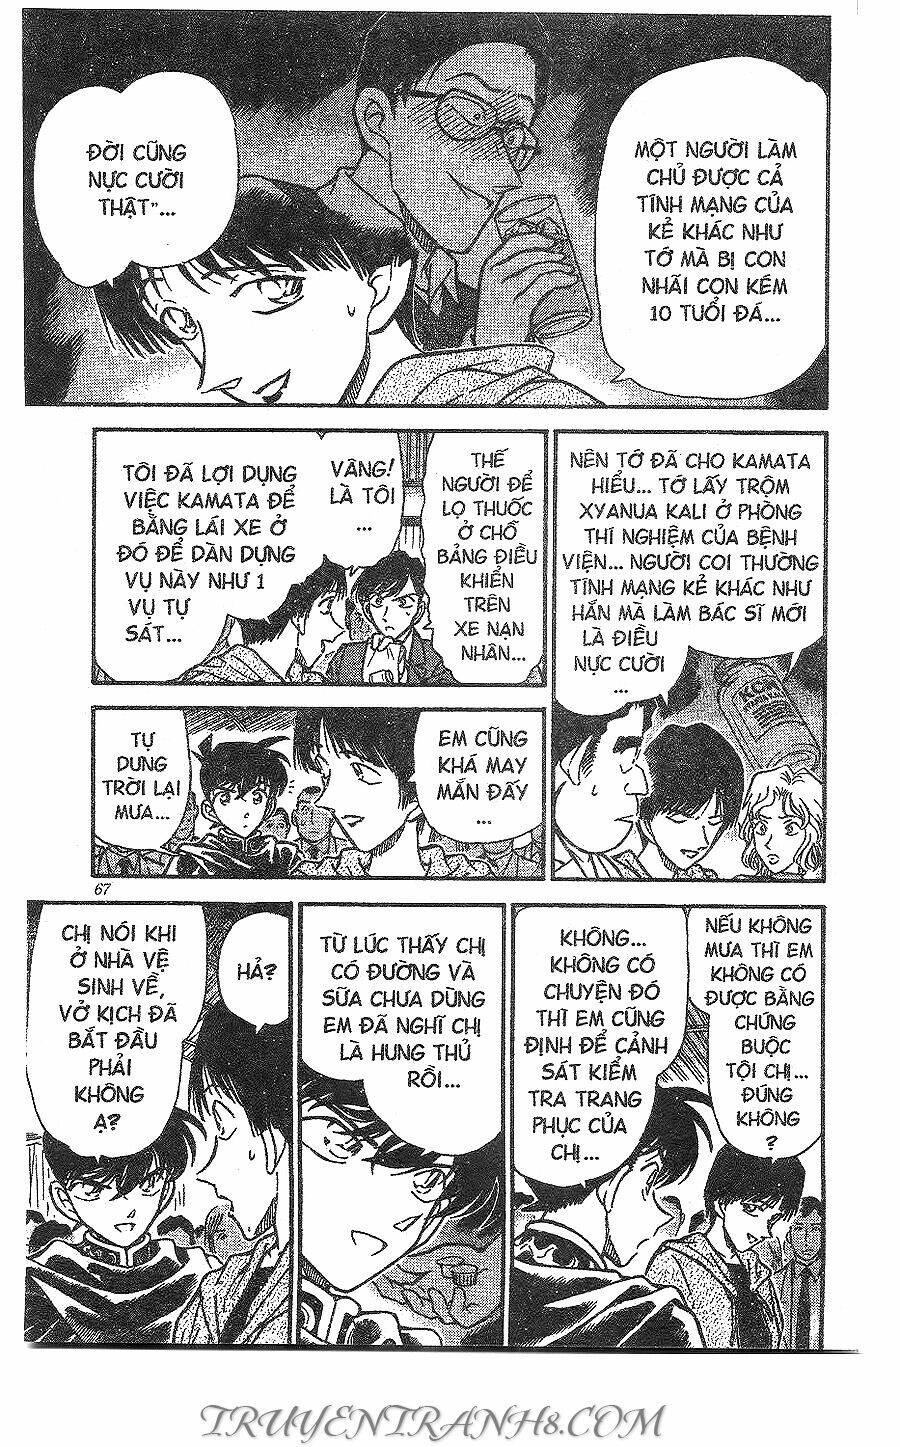 MỘT NGƯỜI LÀM
CHỦ ĐƯỢC CẢ
TÍNH MẠNG CỦA
KẺ KHÁC NHƯ
TỚ MÀ BỊ CON
NHÃI CON KÉM
10 TUỔI ĐÁ...
ĐỜI CŨNG
NỰC CƯỜI
THẬT"...
NÊN TỚ ĐÃ CHO KAMATA
HIỂU... TỚ LẤY TRỘM
XYANUA KALI Ở PHÒNG
THÍ NGHIỆM CỦA BỆNH
VIỆN... NGƯỜI COI THƯỜNG
TÍNH MẠNG KẺ KHÁC NHƯ
HẮN MÀ LÀM BÁC SĨ MỚI
LÀ ĐIỀU
NỰC CƯỜI
...
KCN
THẾ
NGƯỜI ĐỂ
LỌ THUỐC
Ở CHỖ
BẢNG ĐIỀU
KHIỂN
TRÊN
XE NẠN
NHÂN...
VÂNG!
LÀ TÔI
...
TÔI ĐÃ LỢI DỤNG
VIỆC KAMATA ĐỂ
BẰNG LÁI XE Ở
ĐÓ ĐỂ DÀN DỰNG
VỤ NÀY NHƯ 1
VỤ TỰ
SÁT...
EM CŨNG
KHÁ MAY
MẮN ĐẤY
...
TỰ
DƯNG
TRỜI LẠI
MƯA...
67
NẾU KHÔNG
MƯA THÌ EM
KHÔNG CÓ
ĐƯỢC BẰNG
CHỨNG
BUỘC
TỘI CHỊ...
ĐÚNG
KHÔNG
?
KHÔNG...
KHÔNG CÓ
CHUYỆN ĐÓ
THÌ EM CŨNG
ĐỊNH ĐỂ CẢNH
SÁT KIỂM
TRA TRANG
PHỤC CỦA
CHỊ...
TỪ LÚC THẤY CHỊ
CÓ ĐƯỜNG VÀ
SỮA CHƯA DÙNG
EM ĐÃ NGHĨ CHỊ
LÀ HUNG THỦ
RỒI...
HẢ?
CHỊ NÓI KHI
Ở NHÀ VỆ
SINH VỀ,
VỞ KỊCH ĐÃ
BẮT ĐẦU
PHẢI
KHÔNG
Ạ?
TRUYENTRANH8.COM